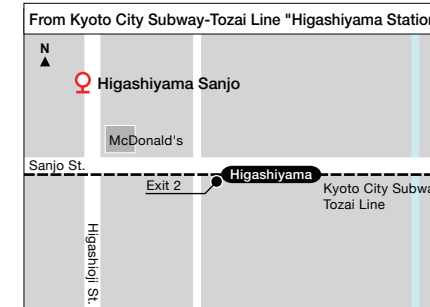 From Kyoto City Subway-Tozai Line "Higashiyama Station
N
Higashiyama Sanjo
McDonald's
Sanjo St.
Exit 2
Higashiyama
Kyoto City Subwa
Tozai Line
Higashioji St.